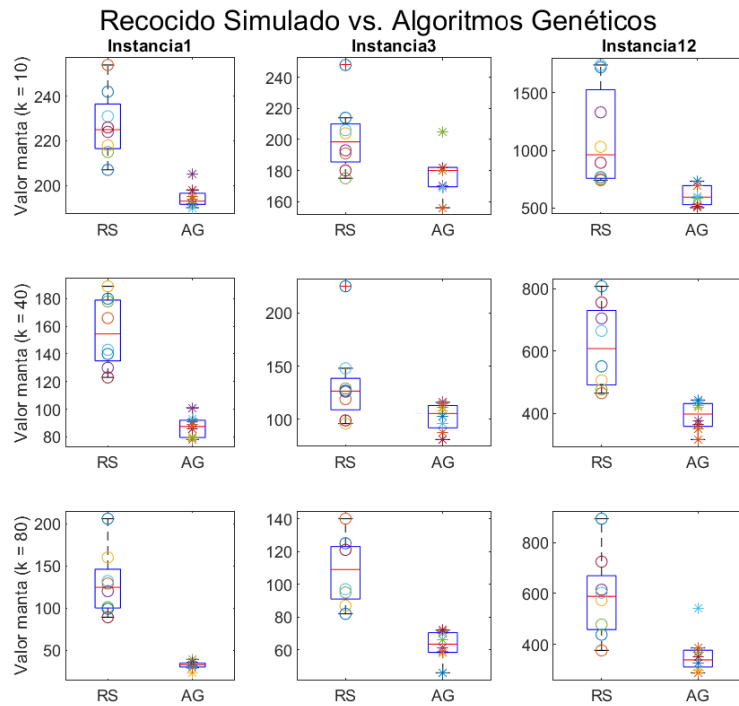 Recocido Simulado vs. Algoritmos Genéticos
Instancia1
Instancia3
Instancia12
Valor manta (k = 10)
240
220
200
RS
AG
240
220
200
180
160
RS
AG
1500
1000
500
RS
AG
Valor manta (k = 40)
180
160
140
120
100
80
RS
AG
200
150
100
RS
AG
800
600
400
RS
AG
Valor manta (k = 80)
200
150
100
50
RS
AG
140
120
100
80
60
RS
AG
800
600
400
RS
AG